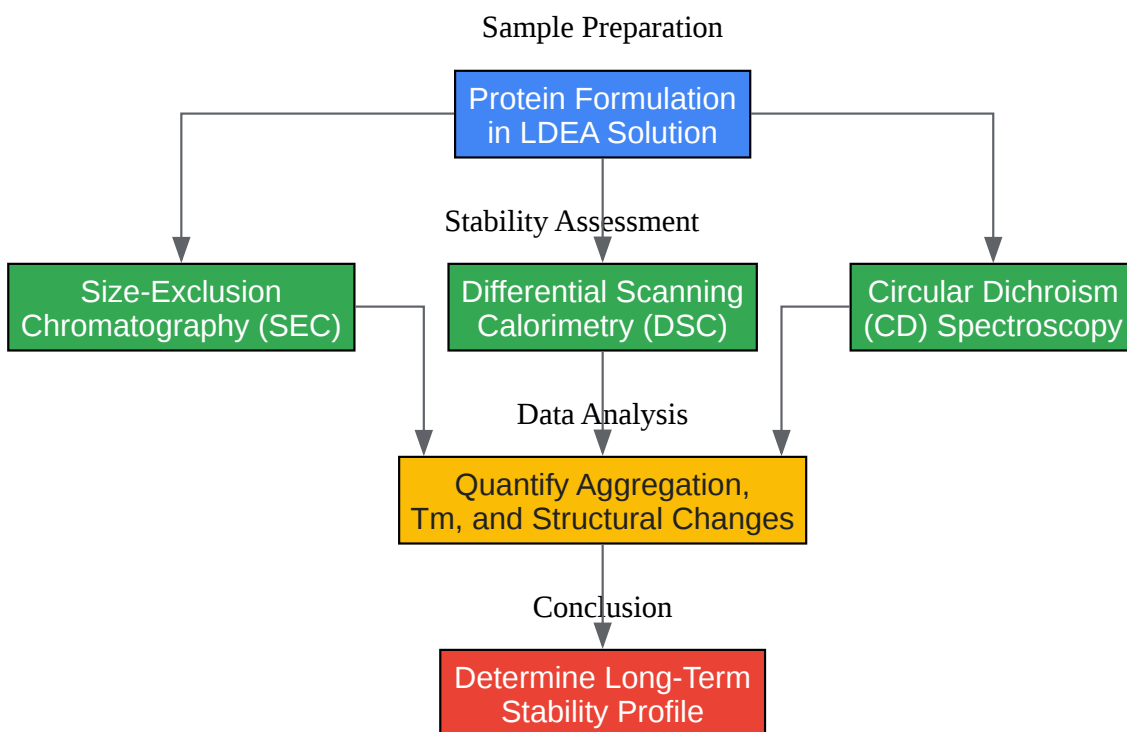 Sample Preparation
Protein Formulation
in LDEA Solution
Stability Assessment
Size-Exclusion
Chromatography (SEC)
Differential Scanning
Calorimetry (DSC)
Circular Dichroism
(CD) Spectroscopy
Data Analysis
Quantify Aggregation,
Tm, and Structural Changes
Conclusion
Determine Long-Term
Stability Profile